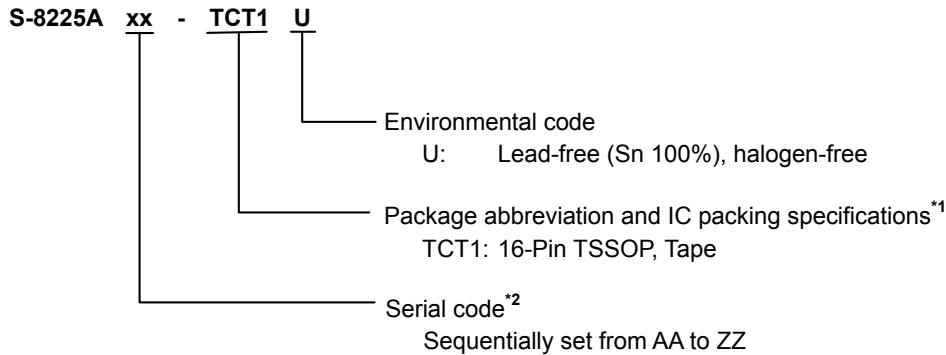 S-8225A xx - TCT1 U
Environmental code
U: Lead-free (Sn 100%), halogen-free
Package abbreviation and IC packing specifications*1
TCT1: 16-Pin TSSOP, Tape
Serial code*2
Sequentially set from AA to ZZ